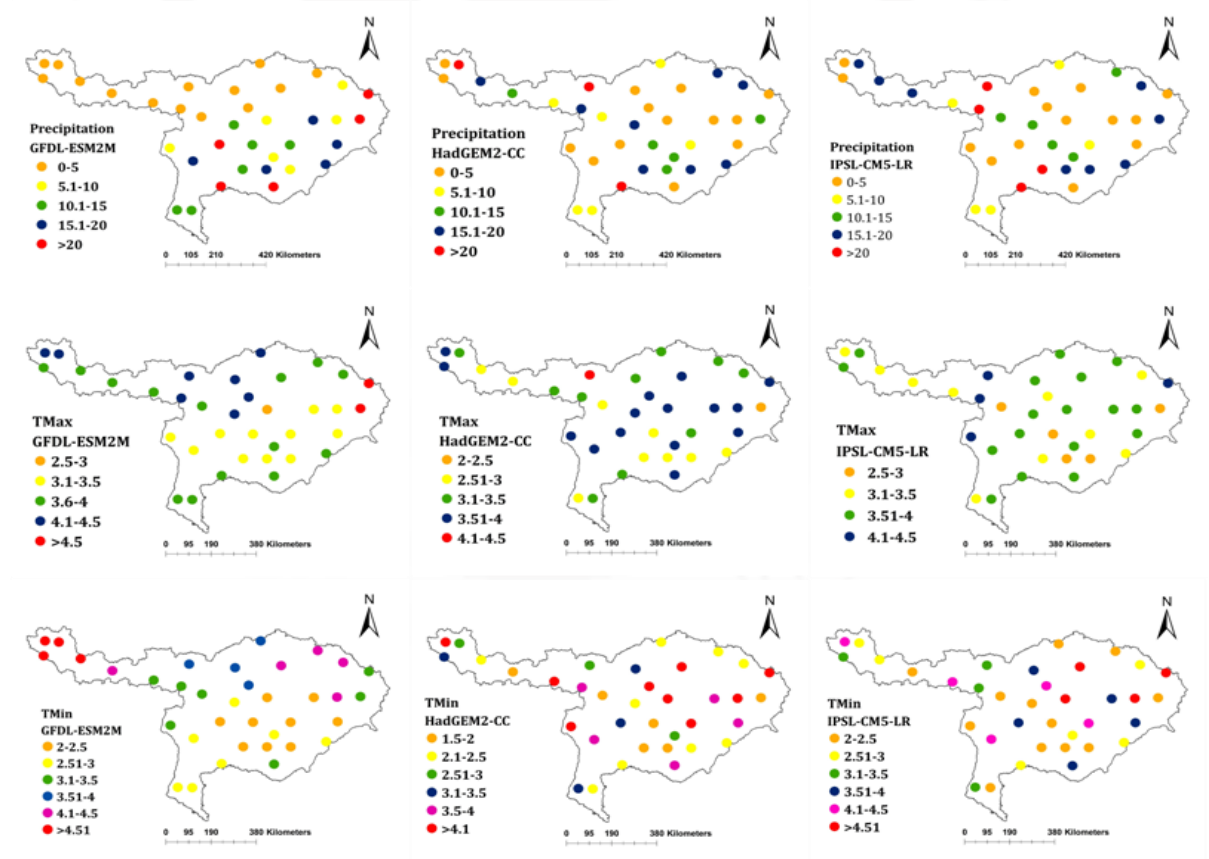 N
Precipitation
GFDL-ESM2M
0-5
5.1-10
10.1-15
15.1-20
>20
0 105 210 420 Kilometers
N
Precipitation
HadGEM2-CC
0-5
5.1-10
10.1-15
15.1-20
>20
0 105 210 420 Kilometers
N
Precipitation
IPSL-CM5-LR
0-5
5.1-10
10.1-15
15.1-20
>20
0 105 210 420 Kilometers
N
TMax
GFDL-ESM2M
2.5-3
3.1-3.5
3.6-4
4.1-4.5
>4.5
0 95 190 380 Kilometers
N
TMax
HadGEM2-CC
2-2.5
2.51-3
3.1-3.5
3.51-4
4.1-4.5
0 95 190 380 Kilometers
N
TMax
IPSL-CM5-LR
2.5-3
3.1-3.5
3.51-4
4.1-4.5
0 95 190 380 Kilometers
N
TMin
GFDL-ESM2M
2-2.5
2.51-3
3.1-3.5
3.51-4
4.1-4.5
>4.51
0 95 190 380 Kilometers
N
TMin
HadGEM2-CC
1.5-2
2.1-2.5
2.51-3
3.1-3.5
3.5-4
>4.1
0 95 190 380 Kilometers
N
TMin
IPSL-CM5-LR
2-2.5
2.51-3
3.1-3.5
3.51-4
4.1-4.5
>4.51
0 95 190 380 Kilometers